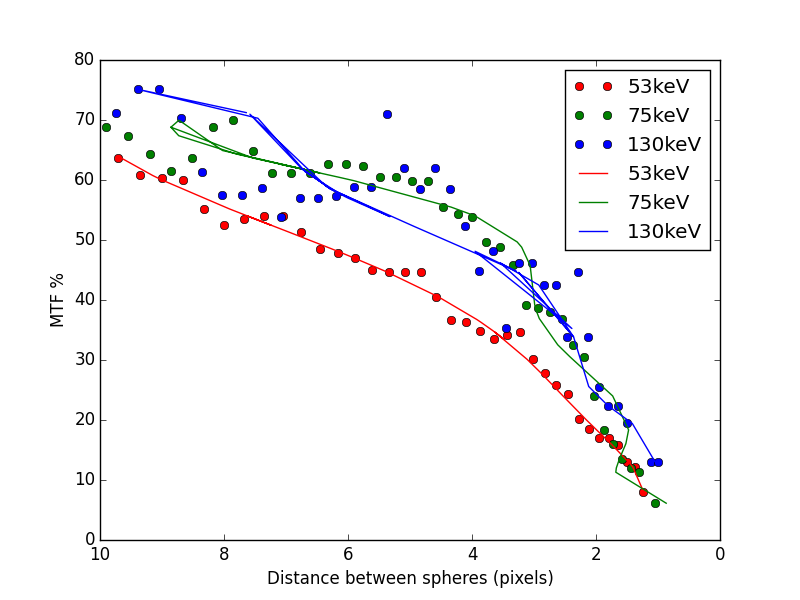 80
70
60
50
40
30
20
10
0
MTF %
10 8 6 4 2 0
Distance between spheres (pixels)
53keV
75keV
130keV
53keV
75keV
130keV